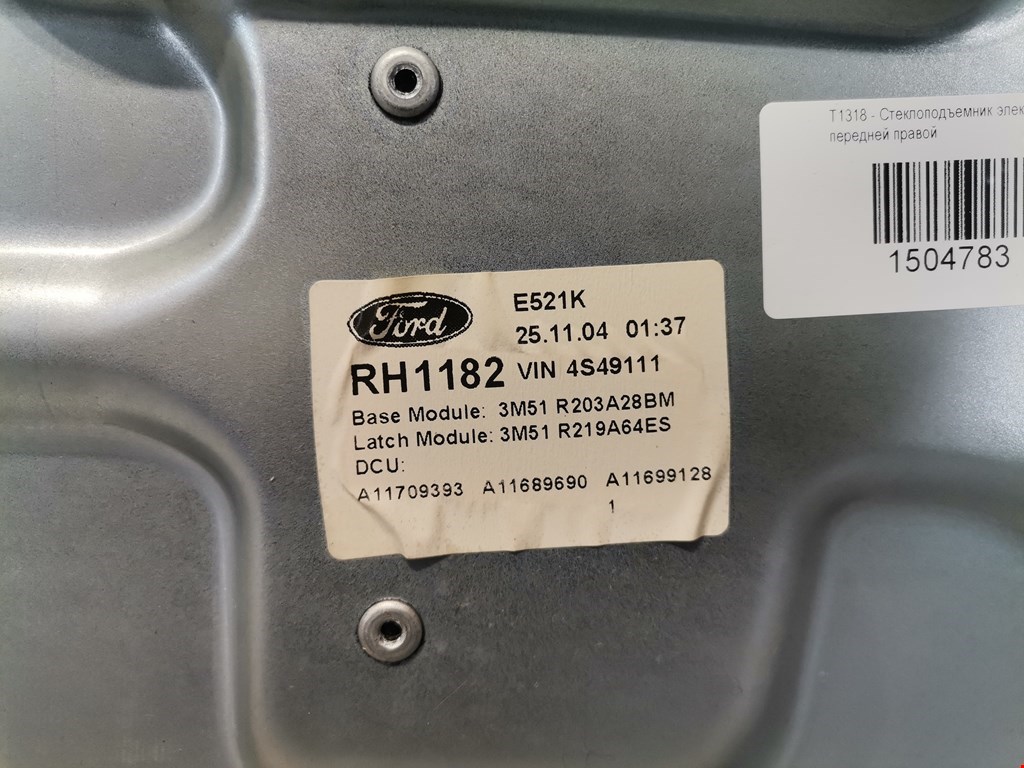 T1318 - Стеклоподъемник
передней правой
1504783
Ford
E521K
25.11.04 01:37
RH1182 VIN 4S49111
Base Module: 3M51 R203A28BM
Latch Module: 3M51 R219A64ES
DCU:
A11709393 A11689690 A11699128
1